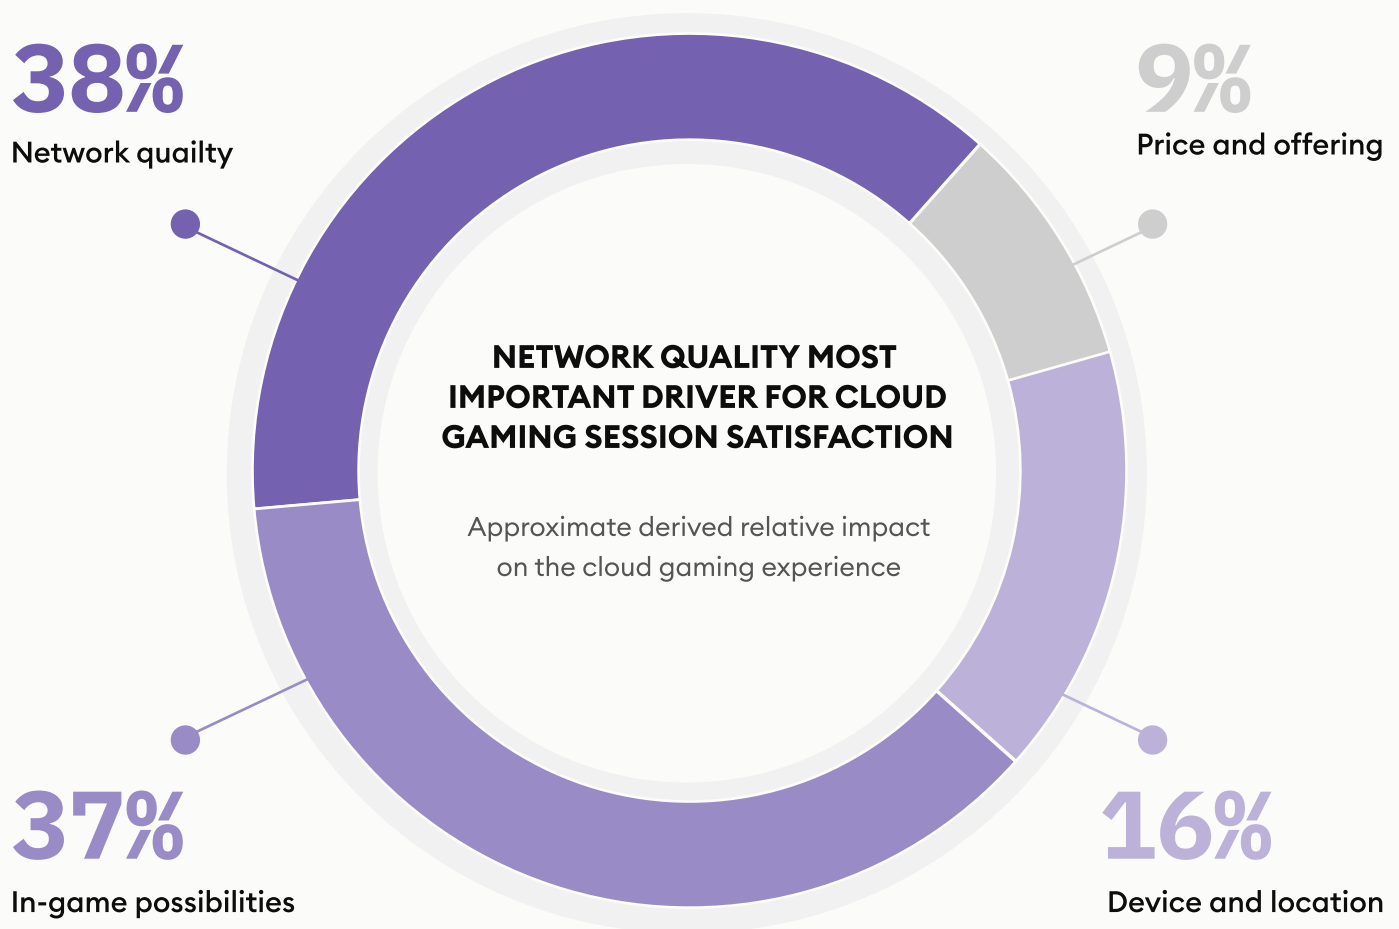 38%
Network quailty
9%
Price and offering
NETWORK QUALITY MOST
IMPORTANT DRIVER FOR CLOUD
GAMING SESSION SATISFACTION
Approximate derived relative impact
on the cloud gaming experience
37%
In-game possibilities
16%
Device and location